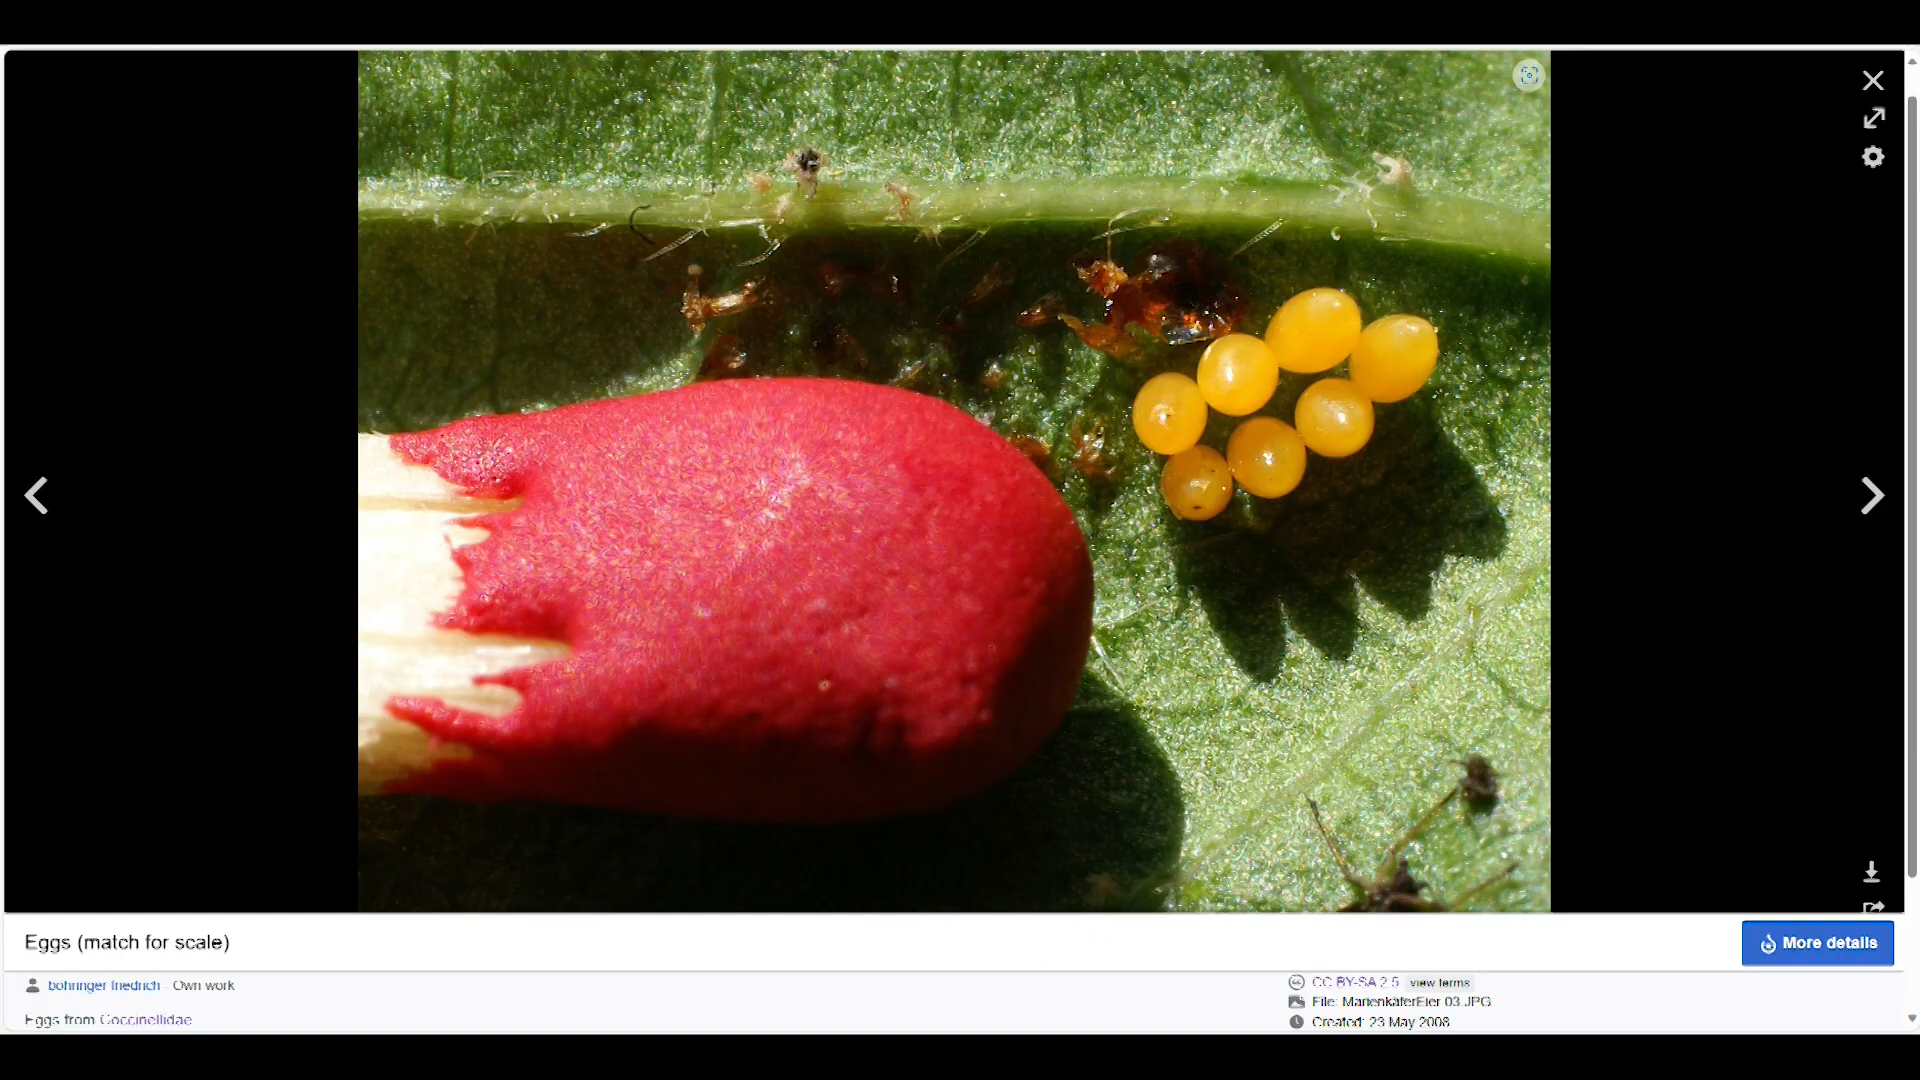 Eggs (match for scale)
More details
bohringer friedrich - Own work
CC BY-SA 2.5 view terms
File: MarienkäferEier 03.JPG
Eggs from Coccinellidae
Created: 23 May 2008